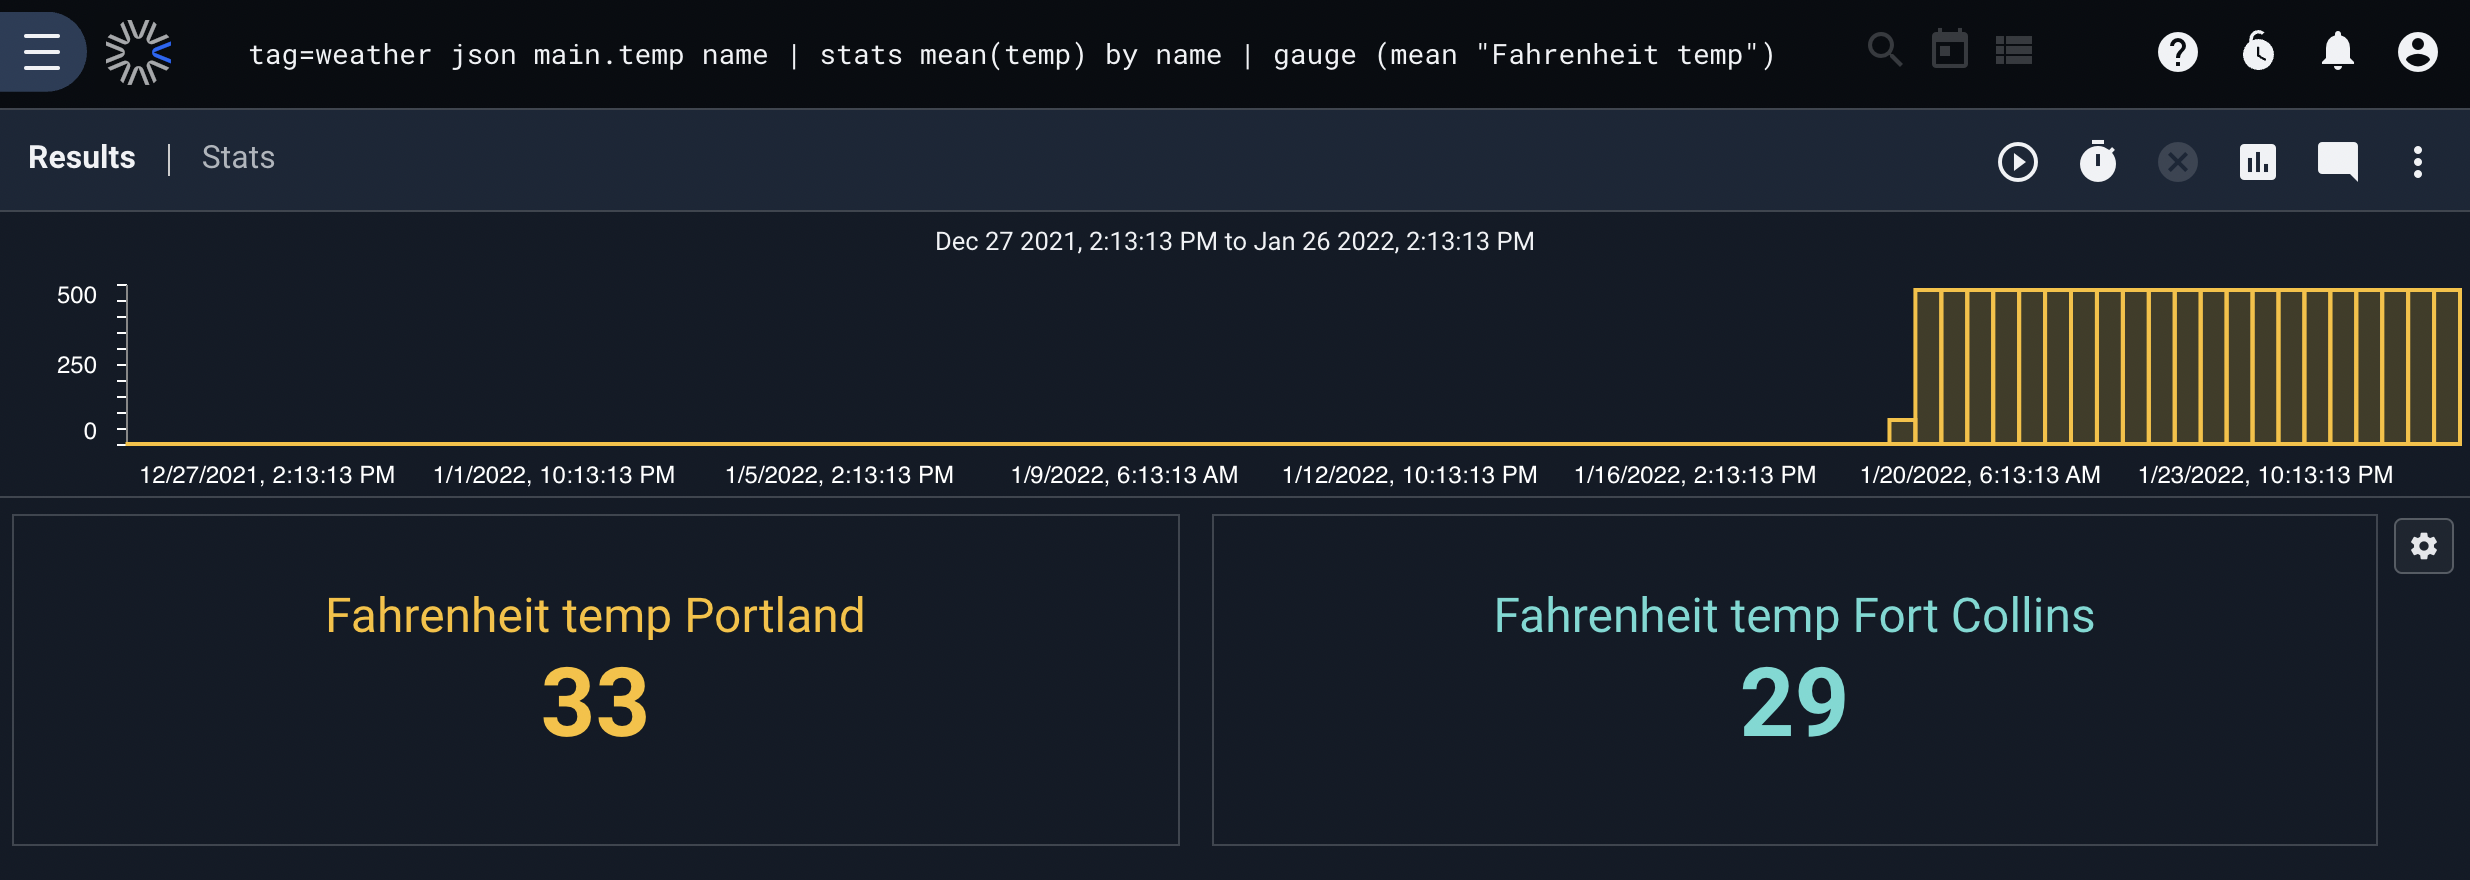 tag=weather json main.temp name | stats mean(temp) by name | gauge (mean "Fahrenheit temp")
Results | Stats
Dec 27 2021, 2:13:13 PM to Jan 26 2022, 2:13:13 PM
500
250
0
12/27/2021, 2:13:13 PM 1/1/2022, 10:13:13 PM 1/5/2022, 2:13:13 PM 1/9/2022, 6:13:13 AM 1/12/2022, 10:13:13 PM 1/16/2022, 2:13:13 PM 1/20/2022, 6:13:13 AM 1/23/2022, 10:13:13 PM
Fahrenheit temp Portland
33
Fahrenheit temp Fort Collins
29